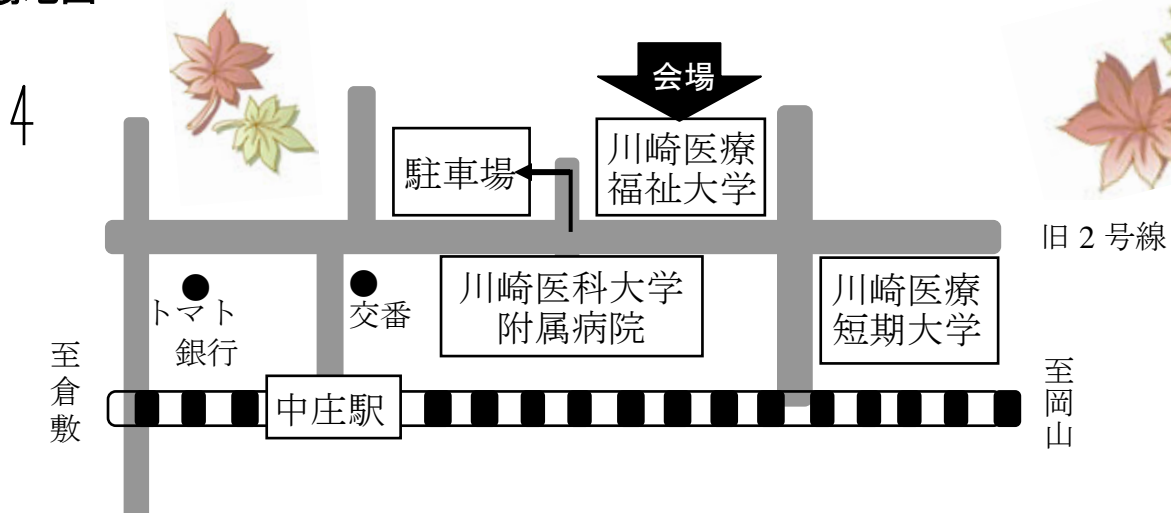 会場
川崎医療
福祉大学
駐車場
旧2号線
トマト
銀行
交番
川崎医科大学
附属病院
川崎医療
短期大学
至倉敷
中庄駅
至岡山